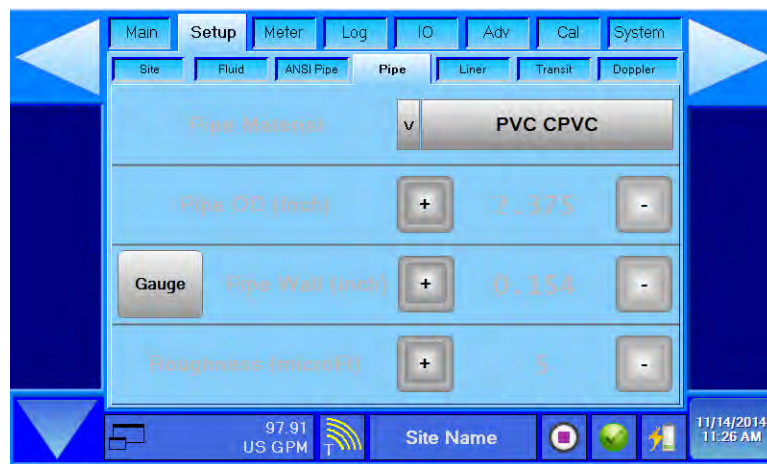 Main Setup Meter Log IO Adv Cal System
Site Fluid ANSI Pipe Pipe Liner Transit Doppler
Pipe Material v PVC CPVC
Pipe OD (Inch) + .375 -
Gauge Pipe Wall (Inch) + 0.154 -
Roughness (microFt) + 5 -
97.91
US GPM T Site Name
11/14/2014
11:26 AM